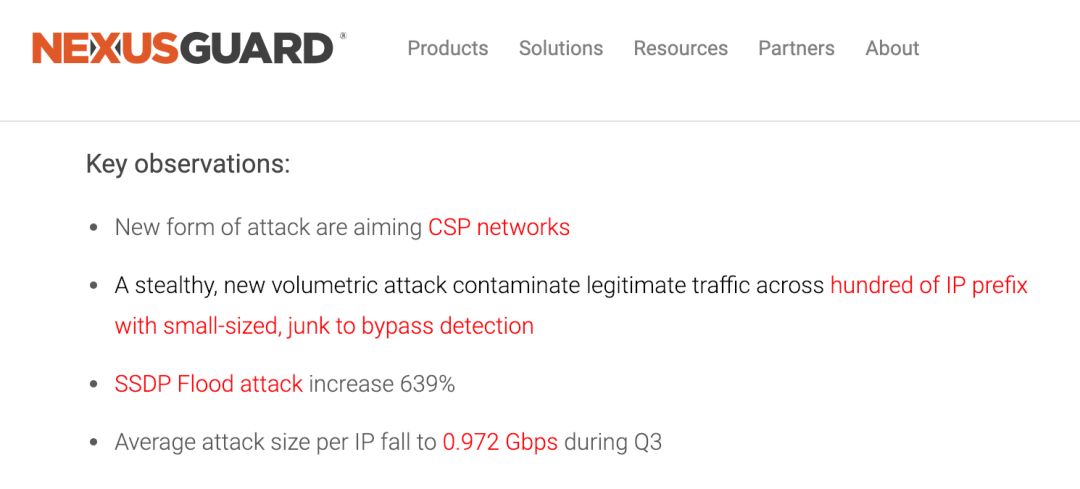 NEXUSGUARD ®
Products Solutions Resources Partners About
Key observations:
• New form of attack are aiming CSP networks
• A stealthy, new volumetric attack contaminate legitimate traffic across hundred of IP prefix
with small-sized, junk to bypass detection
• SSDP Flood attack increase 639%
• Average attack size per IP fall to 0.972 Gbps during Q3